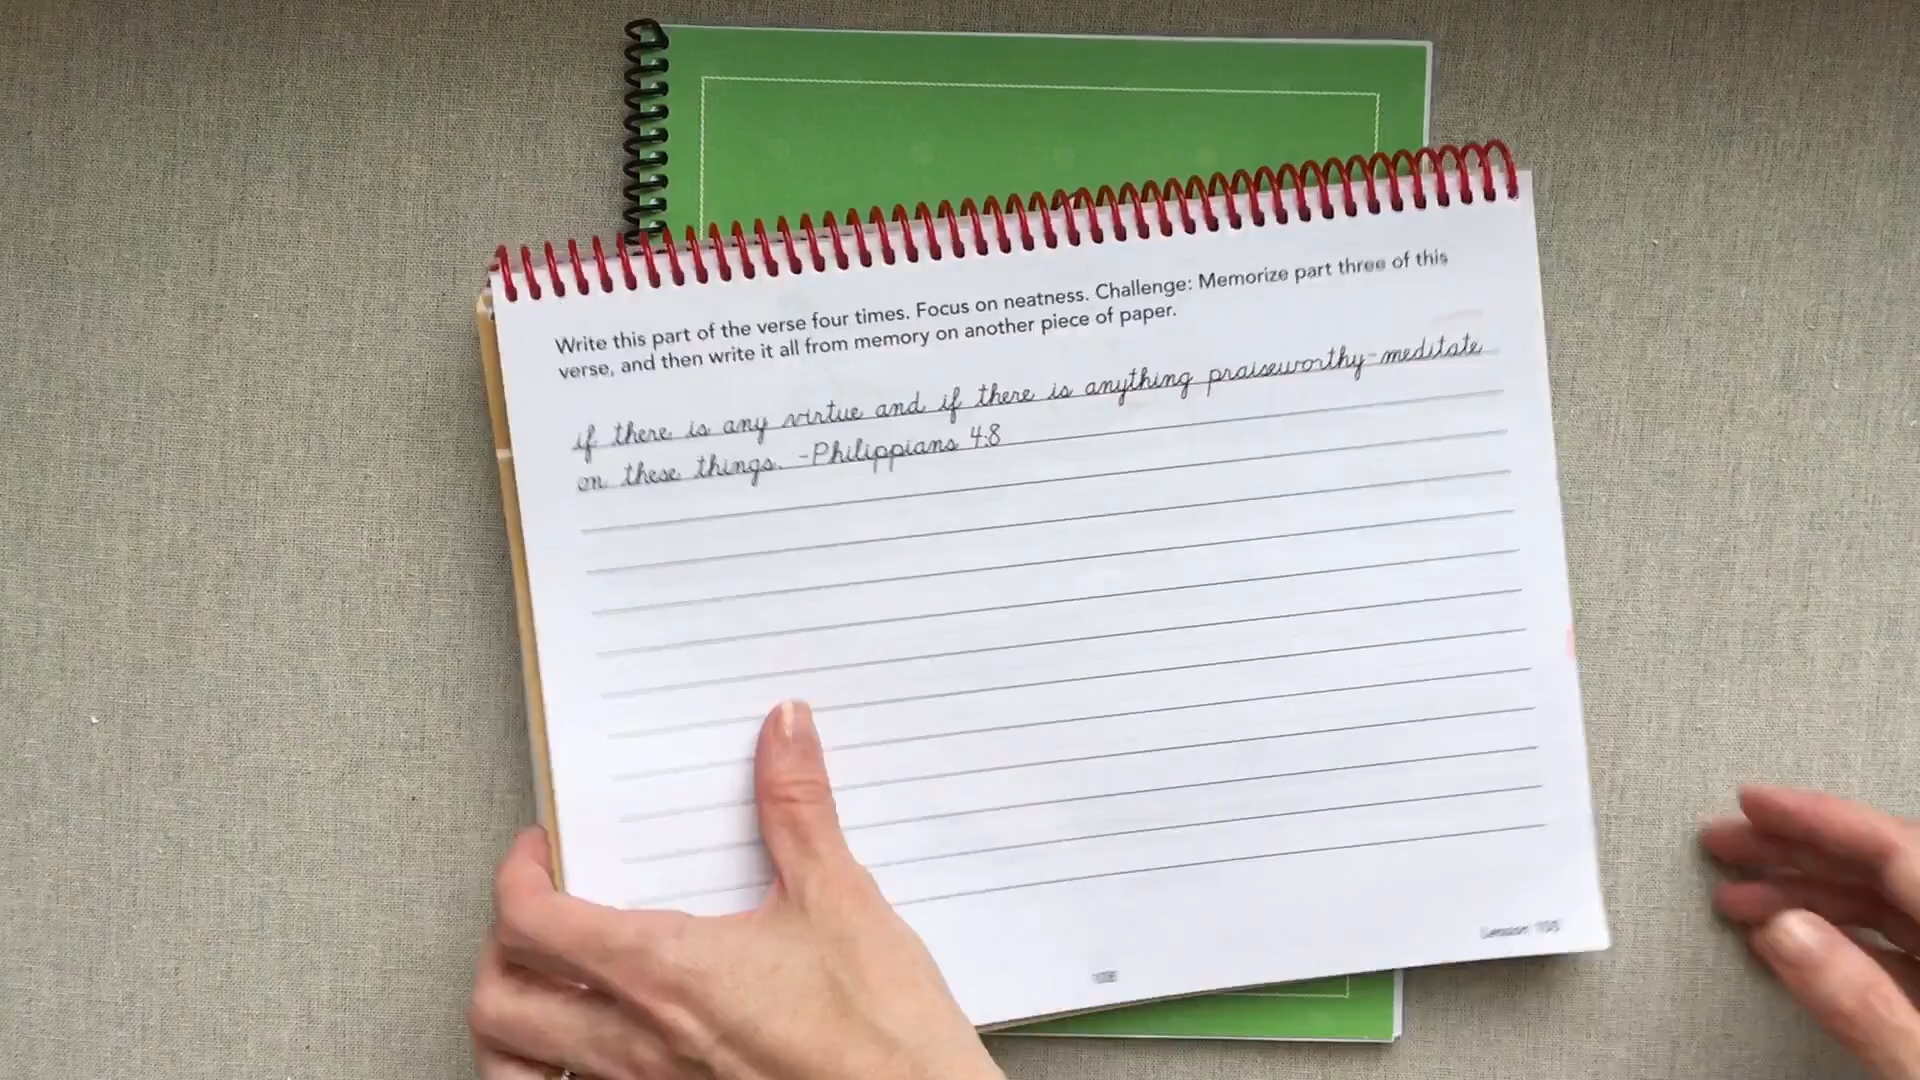 Write this part of the verse four times. Focus on neatness. Challenge: Memorize part three of this
verse, and then write it all from memory on another piece of paper.
if there is any virtue and if there is anything praiseworthy-meditate
on these things. -Philippians 4:8
Lesson